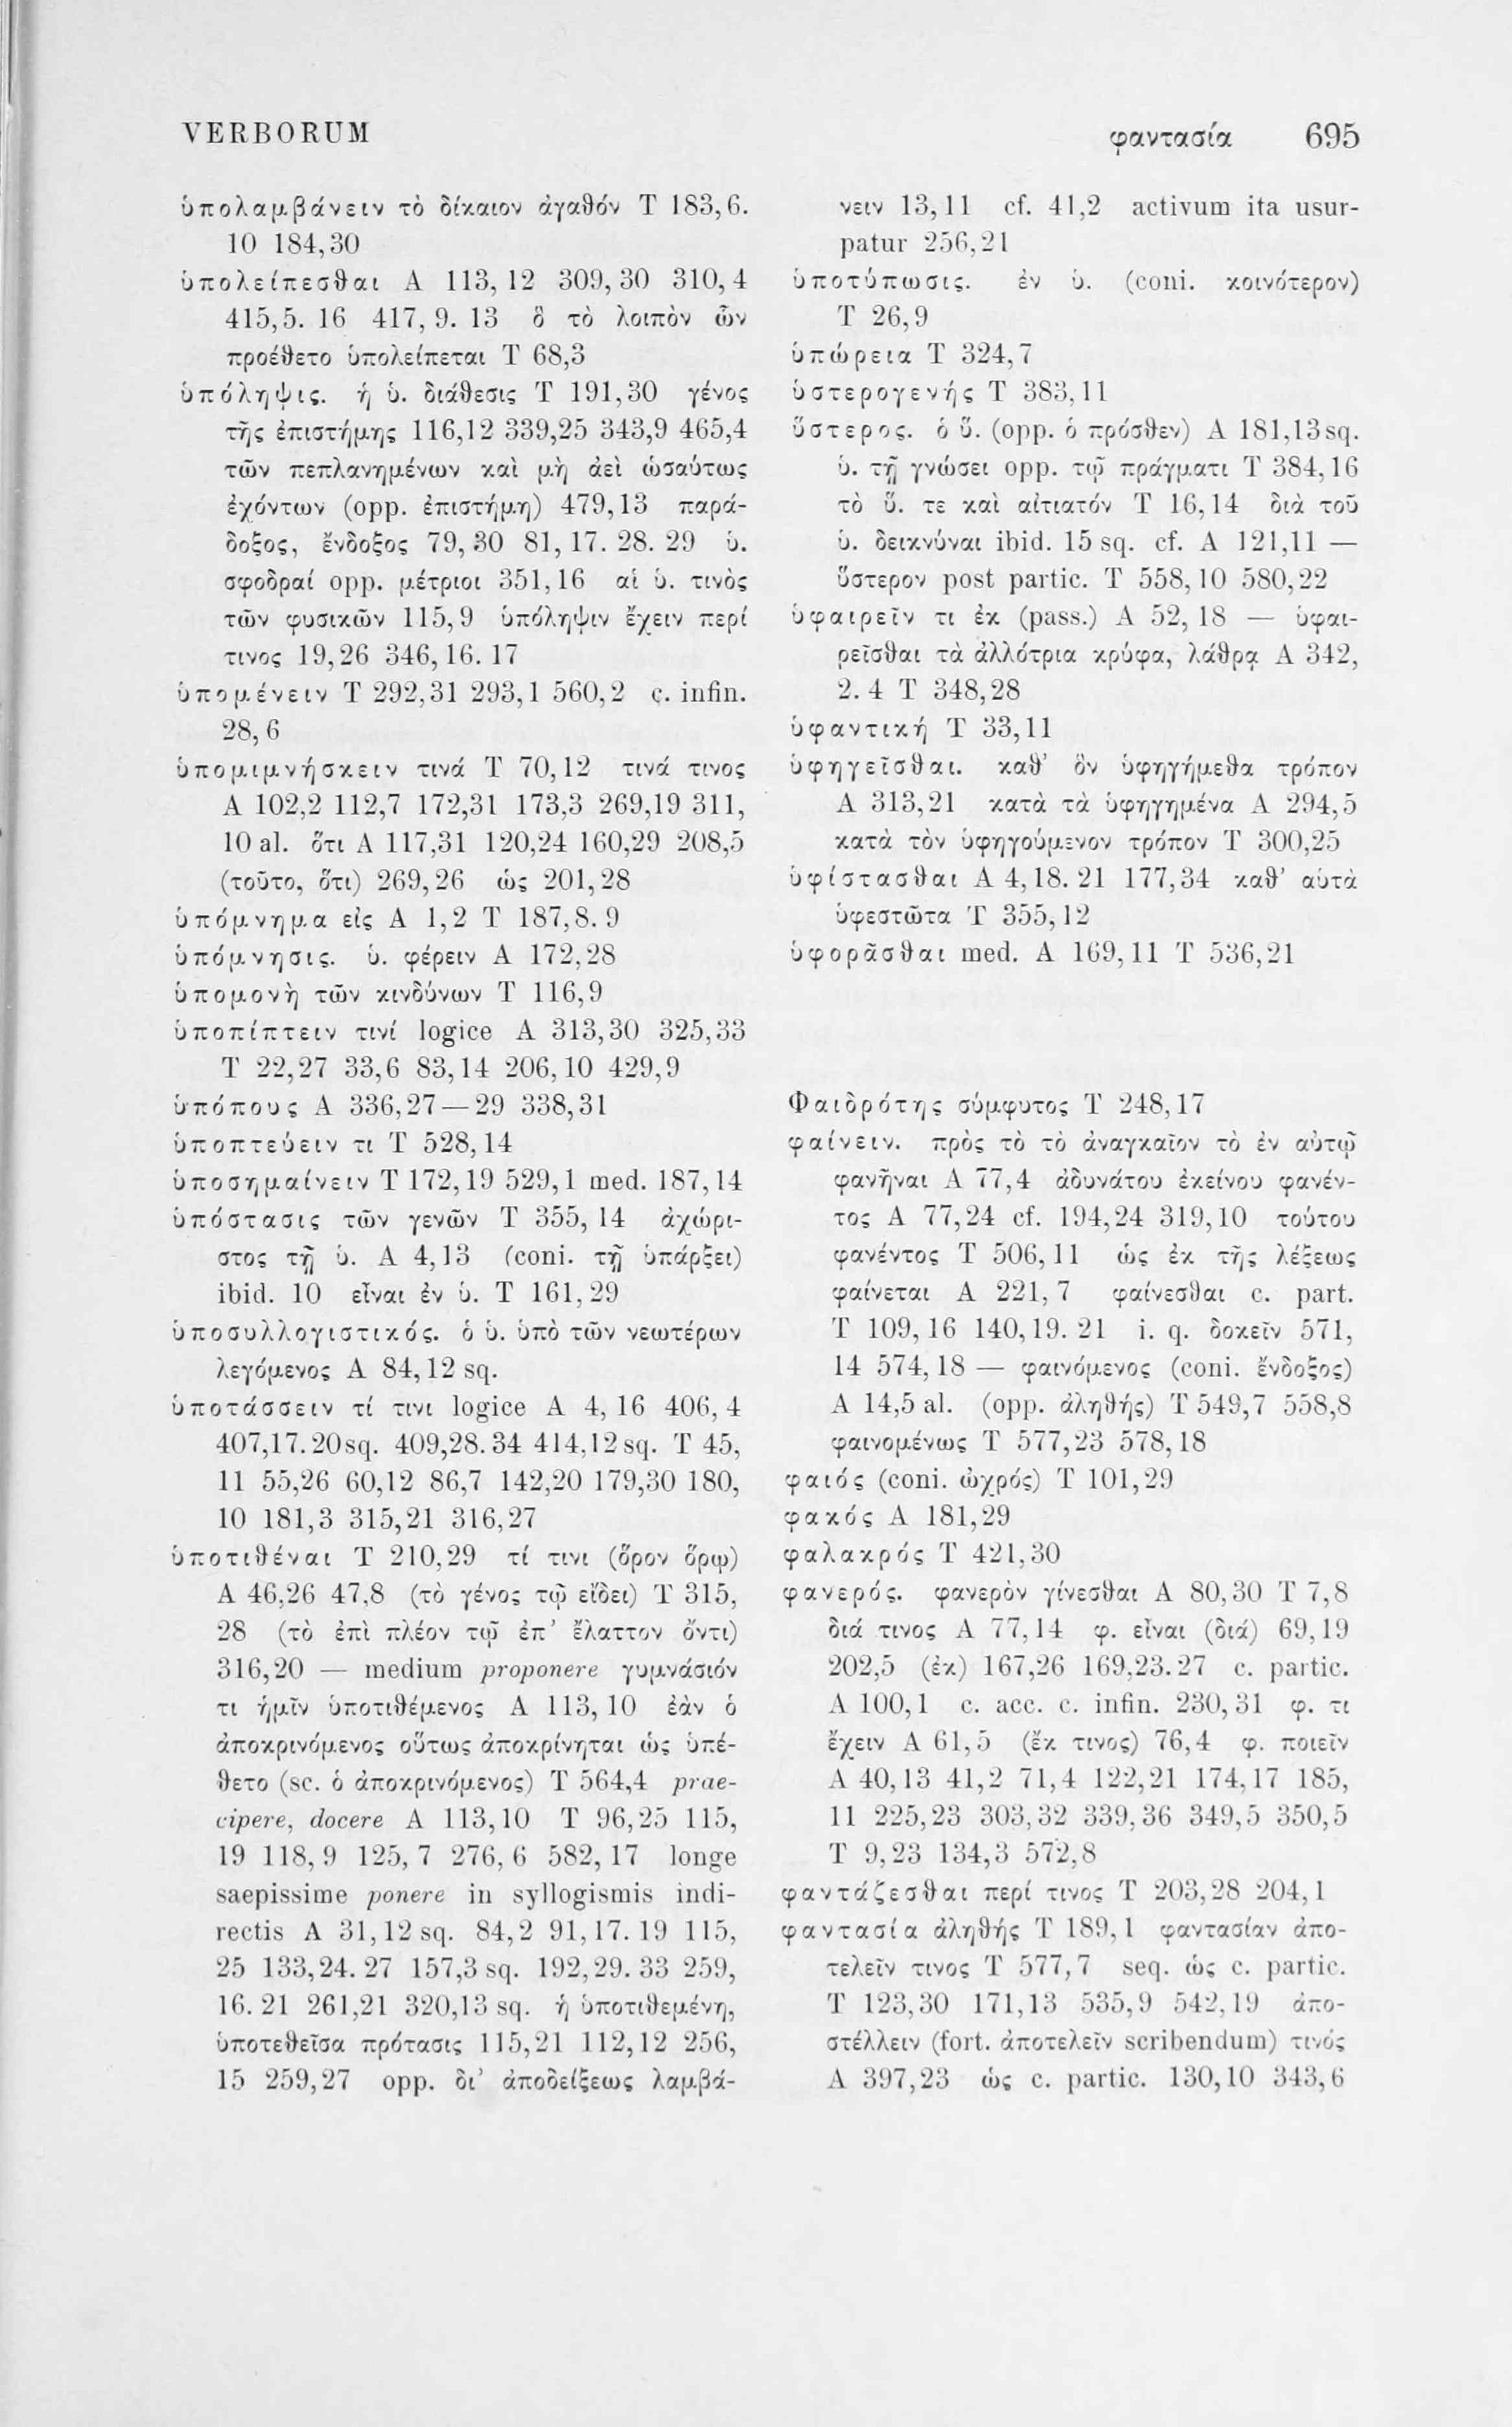 VERBORUM
φαντασία 695
ὑπολαμβάνειν τὸ δίκαιον ἀγαθόν T 183,6.
10 184,30
ὑπολείπεσθαι A 113, 12 309, 30 310, 4
415,5. 16 417, 9. 13 ὃ τὸ λοιπὸν ὧν
προέθετο ὑπολείπεται T 68,3
ὑπόληψις. ἡ ὑ. διάθεσις T 191,30 γένος
τῆς ἐπιστήμης 116,12 339,25 343,9 465,4
τῶν πεπλανημένων καὶ μὴ ἀεὶ ὡσαύτως
ἐχόντων (opp. ἐπιστήμη) 479,13 παρά-
δοξος, ἔνδοξος 79, 30 81, 17. 28. 29 ὑ.
σφοδραί opp. μέτριοι 351,16 αἱ ὑ. τινὸς
τῶν φυσικῶν 115, 9 ὑπόληψιν ἔχειν περί
τινος 19,26 346, 16. 17
ὑπομένειν T 292,31 293,1 560,2 c. infin.
28, 6
ὑπομιμνήσκειν τινά T 70,12 τινά τινος
A 102,2 112,7 172,31 173,3 269,19 311,
10 al. ὅτι A 117,31 120,24 160,29 208,5
(τοῦτο, ὅτι) 269, 26 ὡς 201, 28
ὑπόμνημα εἰς A 1,2 T 187,8. 9
ὑπόμνησις. ὑ. φέρειν A 172,28
ὑπομονὴ τῶν κινδύνων T 116,9
ὑποπίπτειν τινί logice A 313,30 325,33
T 22,27 33,6 83,14 206,10 429,9
ὑπόπους A 336,27—29 338,31
ὑποπτεύειν τι T 528,14
ὑποσημαίνειν T 172,19 529,1 med. 187,14
ὑπόστασις τῶν γενῶν T 355, 14 ἀχώρι-
στος τῇ ὑ. A 4,13 (coni. τῇ ὑπάρξει)
ibid. 10 εἶναι ἐν ὑ. T 161,29
ὑποσυλλογιστικός. ὁ ὑ. ὑπὸ τῶν νεωτέρων
λεγόμενος A 84,12 sq.
ὑποτάσσειν τί τινι logice A 4, 16 406, 4
407,17. 20sq. 409,28. 34 414,12 sq. T 45,
11 55,26 60,12 86,7 142,20 179,30 180,
10 181,3 315,21 316,27
ὑποτιθέναι T 210,29 τί τινι (ὅρον ὅρῳ)
A 46,26 47,8 (τὸ γένος τῷ εἴδει) T 315,
28 (τὸ ἐπὶ πλέον τῷ ἐπ’ ἔλαττον ὄντι)
316,20 — medium proponere γυμνάσιόν
τι ἡμῖν ὑποτιθέμενος A 113, 10 ἐὰν ὁ
ἀποκρινόμενος οὕτως ἀποκρίνηται ὡς ὑπέ-
θετο (sc. ὁ ἀποκρινόμενος) T 564,4 prae-
cipere, docere A 113,10 T 96,25 115,
19 118, 9 125, 7 276, 6 582, 17 longe
saepissime ponere in syllogismis indi-
rectis A 31, 12 sq. 84,2 91, 17. 19 115,
25 133,24. 27 157,3 sq. 192,29. 33 259,
16. 21 261,21 320,13 sq. ἡ ὑποτιθεμένη,
ὑποτεθεῖσα πρότασις 115,21 112,12 256,
15 259,27 opp. δι’ ἀποδείξεως λαμβά-
νειν 13,11 cf. 41,2 activum ita usur-
patur 256,21
ὑποτύπωσις. ἐν ὑ. (coni. κοινότερον)
T 26,9
ὑπώρεια T 324,7
ὑστερογενής T 383,11
ὕστερος. ὁ ὕ. (opp. ὁ πρόσθεν) A 181,13sq.
ὑ. τῇ γνώσει opp. τῷ πράγματι T 384,16
τὸ ὕ. τε καὶ αἰτιατόν T 16,14 διὰ τοῦ
ὑ. δεικνύναι ibid. 15 sq. cf. A 121,11 —
ὕστερον post partic. T 558,10 580,22
ὑφαιρεῖν τι ἐκ (pass.) A 52, 18 — ὑφαι-
ρεῖσθαι τὰ ἀλλότρια κρύφα, λάθρᾳ A 342,
2. 4 T 348,28
ὑφαντική T 33,11
ὑφηγεῖσθαι. καθ’ ὃν ὑφηγήμεθα τρόπον
A 313,21 κατὰ τὰ ὑφηγημένα A 294,5
κατὰ τὸν ὑφηγούμενον τρόπον T 300,25
ὑφίστασθαι A 4,18. 21 177,34 καθ’ αὑτὰ
ὑφεστῶτα T 355,12
ὑφορᾶσθαι med. A 169,11 T 536,21
Φαιδρότης σύμφυτος T 248,17
φαίνειν. πρὸς τὸ τὸ ἀναγκαῖον τὸ ἐν αὐτῷ
φανῆναι A 77,4 ἀδυνάτου ἐκείνου φανέν-
τος A 77,24 cf. 194,24 319,10 τούτου
φανέντος T 506, 11 ὡς ἐκ τῆς λέξεως
φαίνεται A 221, 7 φαίνεσθαι c. part.
T 109, 16 140, 19. 21 i. q. δοκεῖν 571,
14 574, 18 — φαινόμενος (coni. ἔνδοξος)
A 14,5 al. (opp. ἀληθής) T 549,7 558,8
φαινομένως T 577,23 578,18
φαιός (coni. ὠχρός) T 101,29
φακός A 181,29
φαλακρός T 421,30
φανερός. φανερὸν γίνεσθαι A 80,30 T 7,8
διά τινος A 77,14 φ. εἶναι (διά) 69,19
202,5 (ἐκ) 167,26 169,23. 27 c. partic.
A 100,1 c. acc. c. infin. 230, 31 φ. τι
ἔχειν A 61, 5 (ἔκ τινος) 76,4 φ. ποιεῖν
A 40, 13 41,2 71,4 122,21 174,17 185,
11 225,23 303,32 339,36 349,5 350,5
T 9,23 134,3 572,8
φαντάζεσθαι περί τινος T 203,28 204,1
φαντασία ἀληθής T 189, 1 φαντασίαν ἀπο-
τελεῖν τινος T 577, 7 seq. ὡς c. partic.
T 123,30 171,13 535,9 542,19 ἀπο-
στέλλειν (fort. ἀποτελεῖν scribendum) τινός
A 397,23 ὡς c. partic. 130,10 343,6